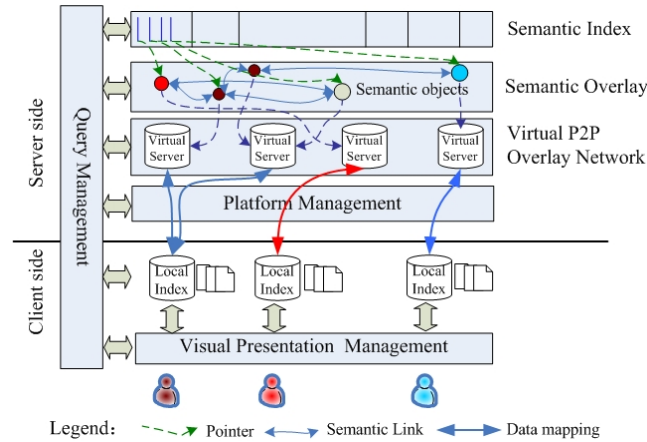 Semantic Index
Semantic objects
Semantic Overlay
Server side
Query Management
Virtual Server
Virtual Server
Virtual Server
Virtual Server
Virtual P2P
Overlay Network
Platform Management
Client side
Local Index
Local Index
Local Index
Visual Presentation Management
Legend:
Pointer
Semantic Link
Data mapping